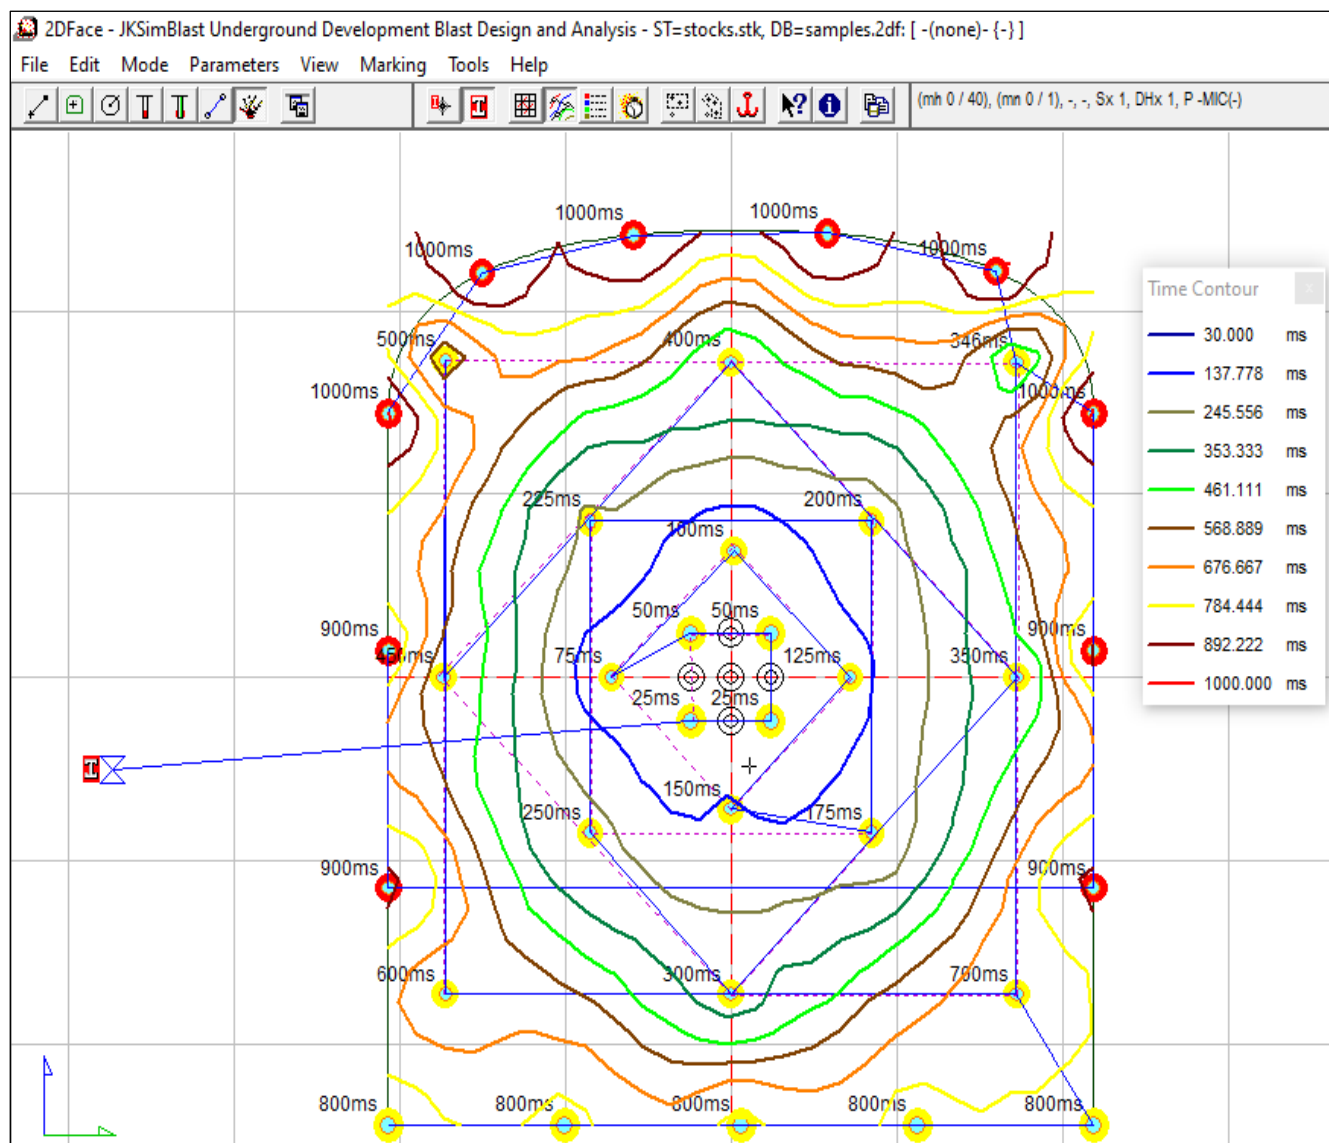 2DFace - JKSimBlast Underground Development Blast Design and Analysis - ST=stocks.stk, DB=samples.2df: [ -(none)- {-} ]
File Edit Mode Parameters View Marking Tools Help
(mh 0 / 40), (mn 0 / 1), -, -, Sx 1, DHx 1, P -MIC(-)
1000ms 1000ms
1000ms 1000ms
Time Contour
30.000 ms
137.778 ms
245.556 ms
353.333 ms
461.111 ms
568.889 ms
676.667 ms
784.444 ms
892.222 ms
1000.000 ms
500ms 400ms 346ms
1000ms 1000ms
225ms 200ms
100ms
50ms 50ms
900ms 900ms
450ms 75ms 125ms 350ms
25ms 25ms
150ms
250ms 175ms
900ms 900ms
600ms 300ms 700ms
800ms 800ms 800ms 800ms 800ms